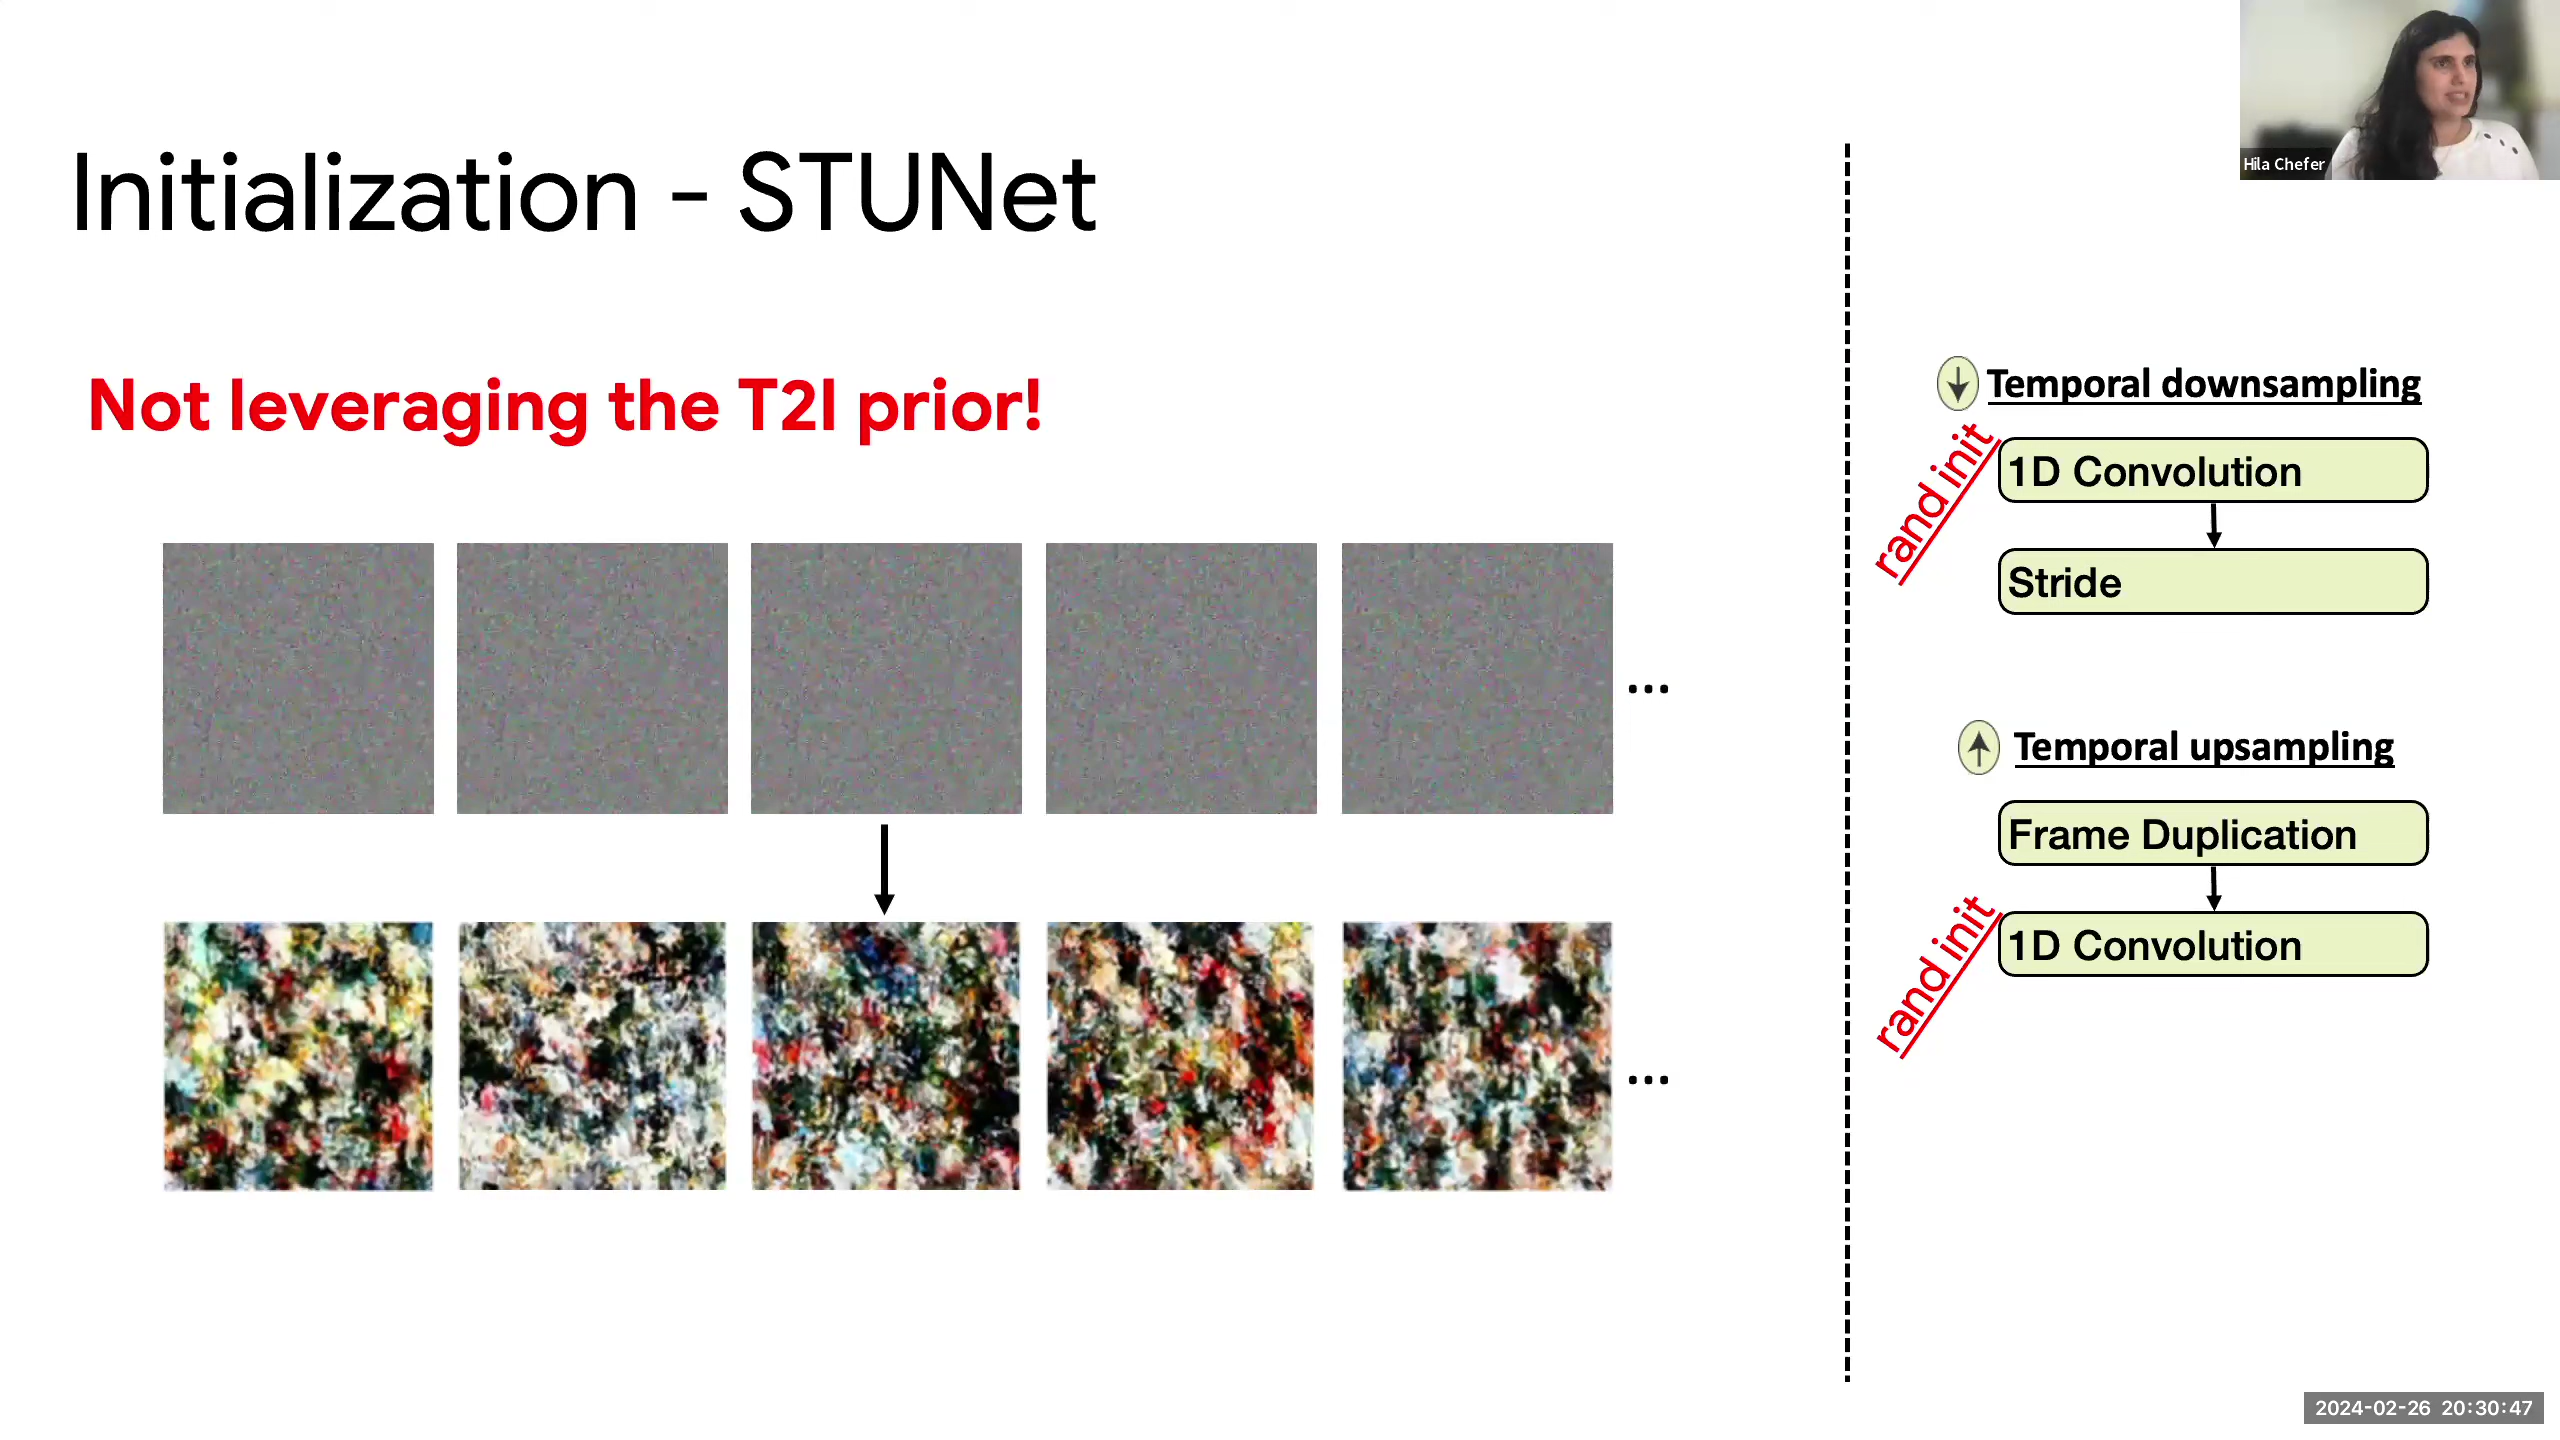 Initialization - STUNet
Not leveraging the T2I prior!
...
...
Temporal downsampling
rand init
1D Convolution
Stride
Temporal upsampling
Frame Duplication
rand init
1D Convolution
Hila Chefer
2024-02-26 20:30:47